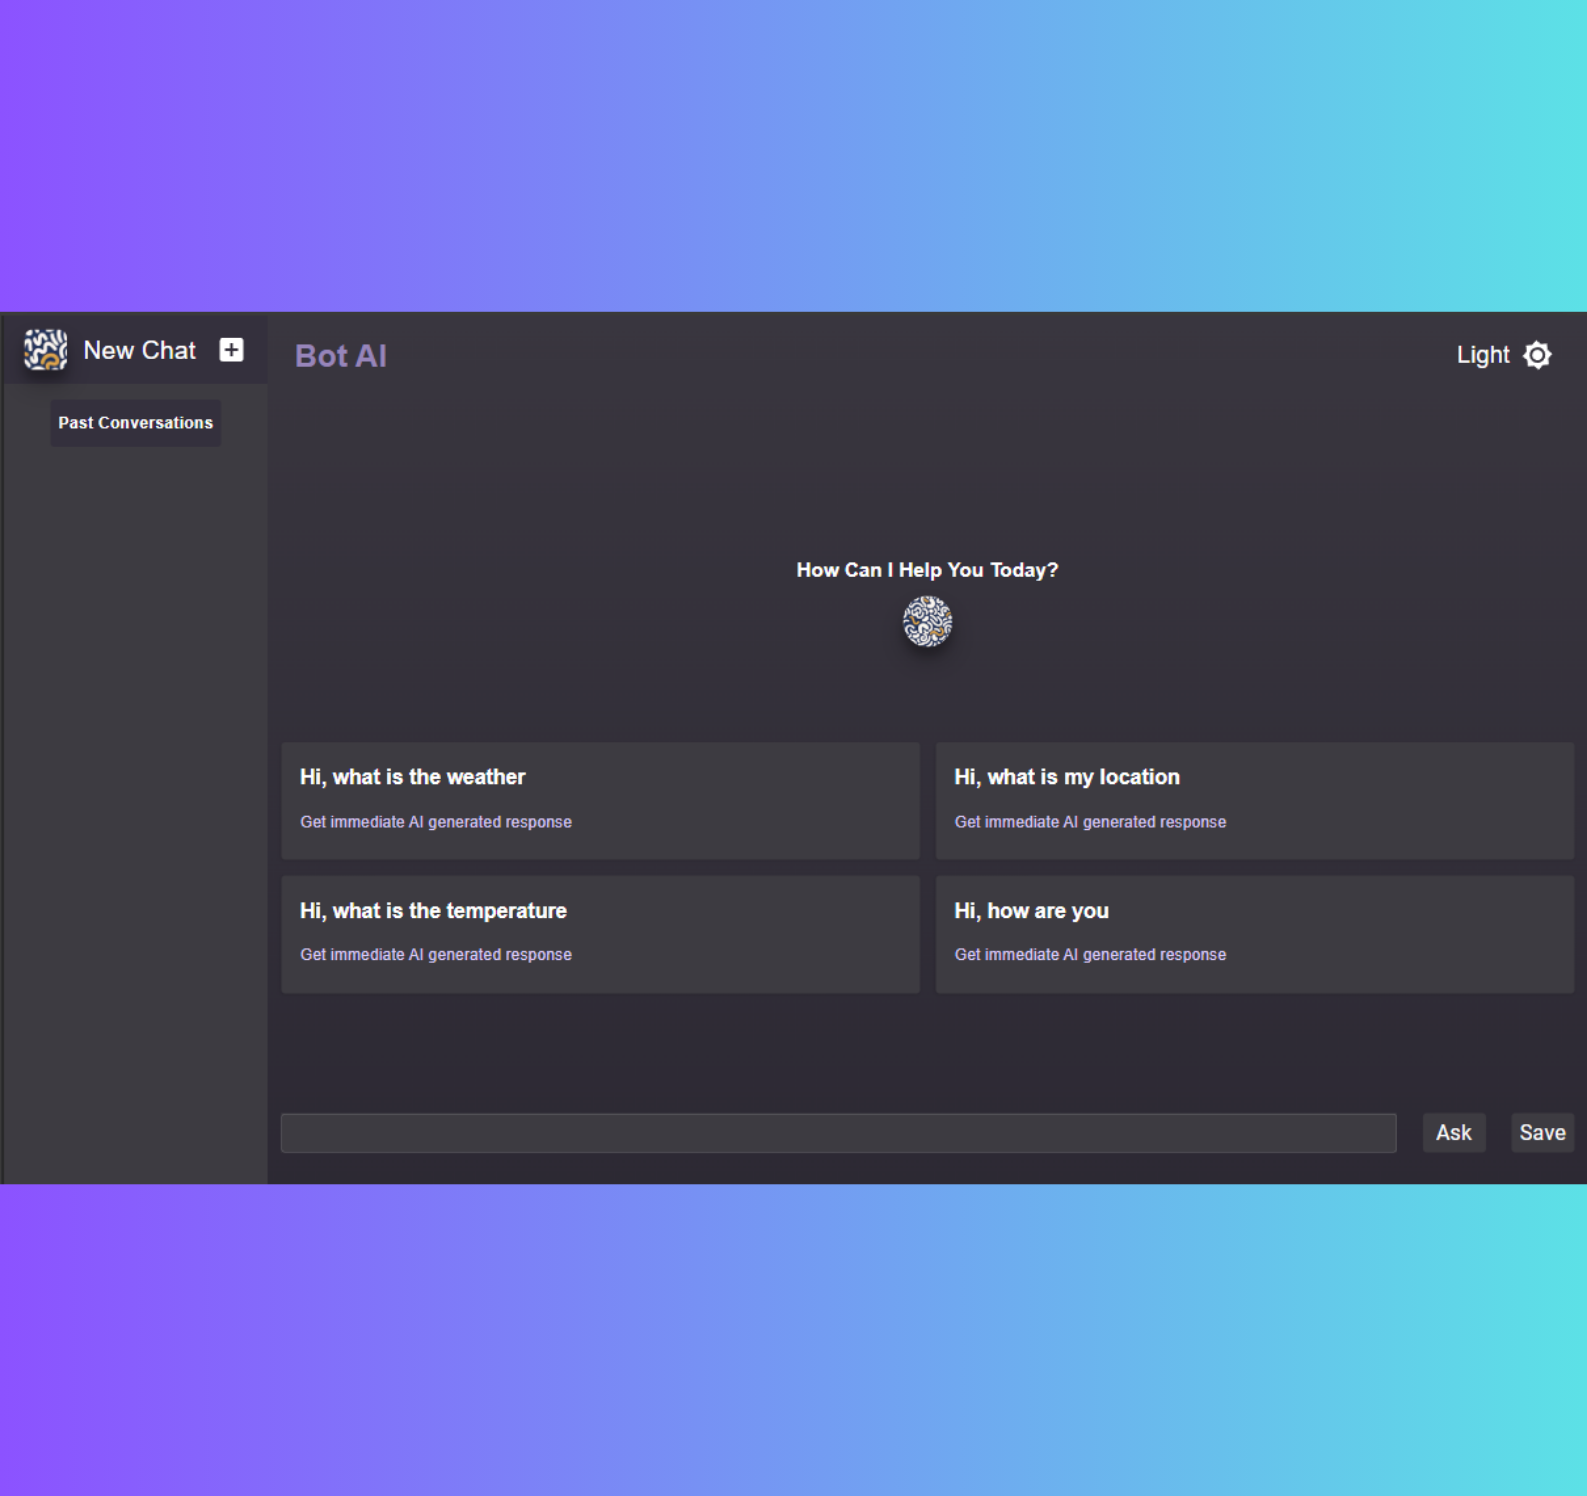 New Chat
Past Conversations
Bot AI
Light
How Can I Help You Today?
Hi, what is the weather
Get immediate AI generated response
Hi, what is my location
Get immediate AI generated response
Hi, what is the temperature
Get immediate AI generated response
Hi, how are you
Get immediate AI generated response
Ask
Save